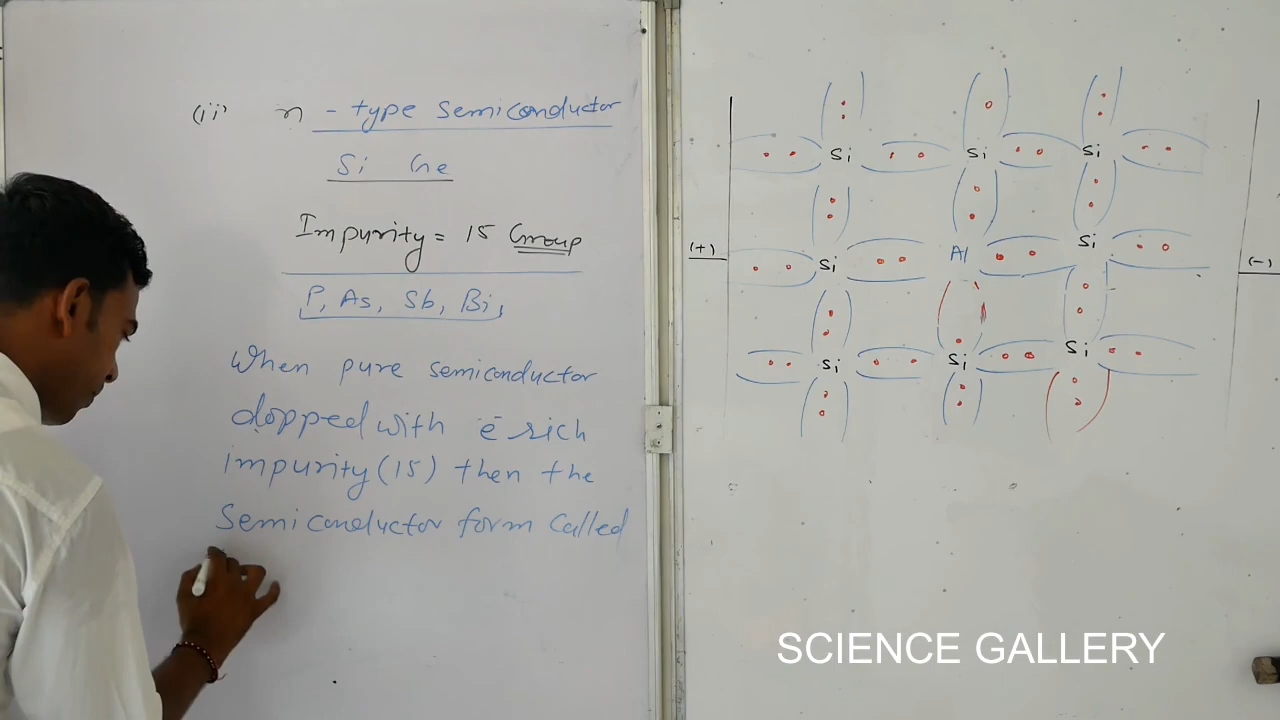 (ii) n - type semiconductor
Si Ge
Impurity = 15 Group
P, As, Sb, Bi,
When pure semiconductor
dopped with ē rich
impurity (15) then the
Semiconductor form called
Si Si Si
(+) Si Al Si (-)
Si Si Si
SCIENCE GALLERY